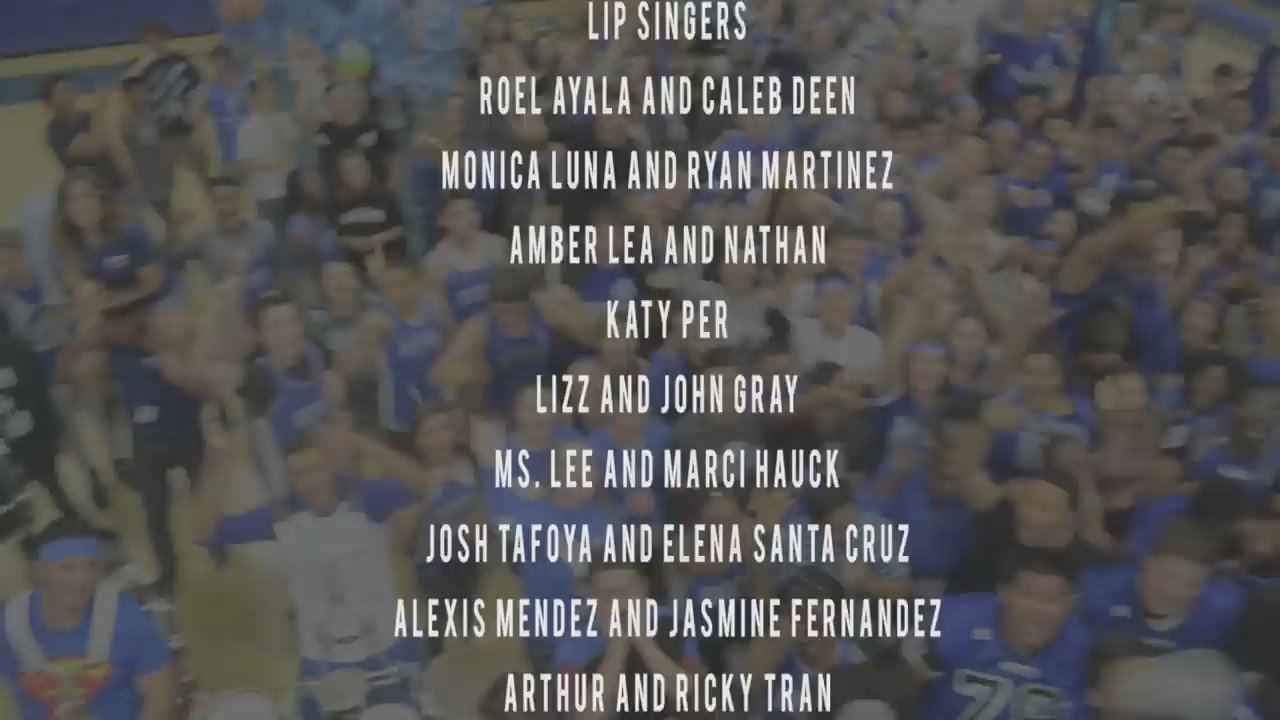 LIP SINGERS
ROEL AYALA AND CALEB DEEN
MONICA LUNA AND RYAN MARTINEZ
AMBER LEA AND NATHAN
KATY PER
LIZZ AND JOHN GRAY
MS. LEE AND MARCI HAUCK
JOSH TAFOYA AND ELENA SANTA CRUZ
ALEXIS MENDEZ AND JASMINE FERNANDEZ
ARTHUR AND RICKY TRAN